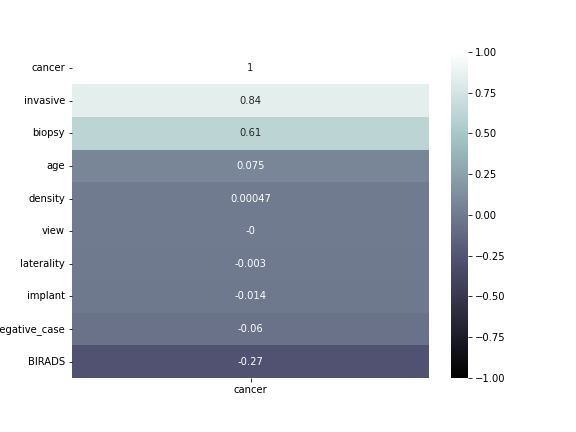 cancer 1
invasive 0.84
biopsy 0.61
age 0.075
density 0.00047
view -0
laterality -0.003
implant -0.014
egative_case -0.06
BIRADS -0.27
cancer
1.00
0.75
0.50
0.25
0.00
−0.25
−0.50
−0.75
−1.00